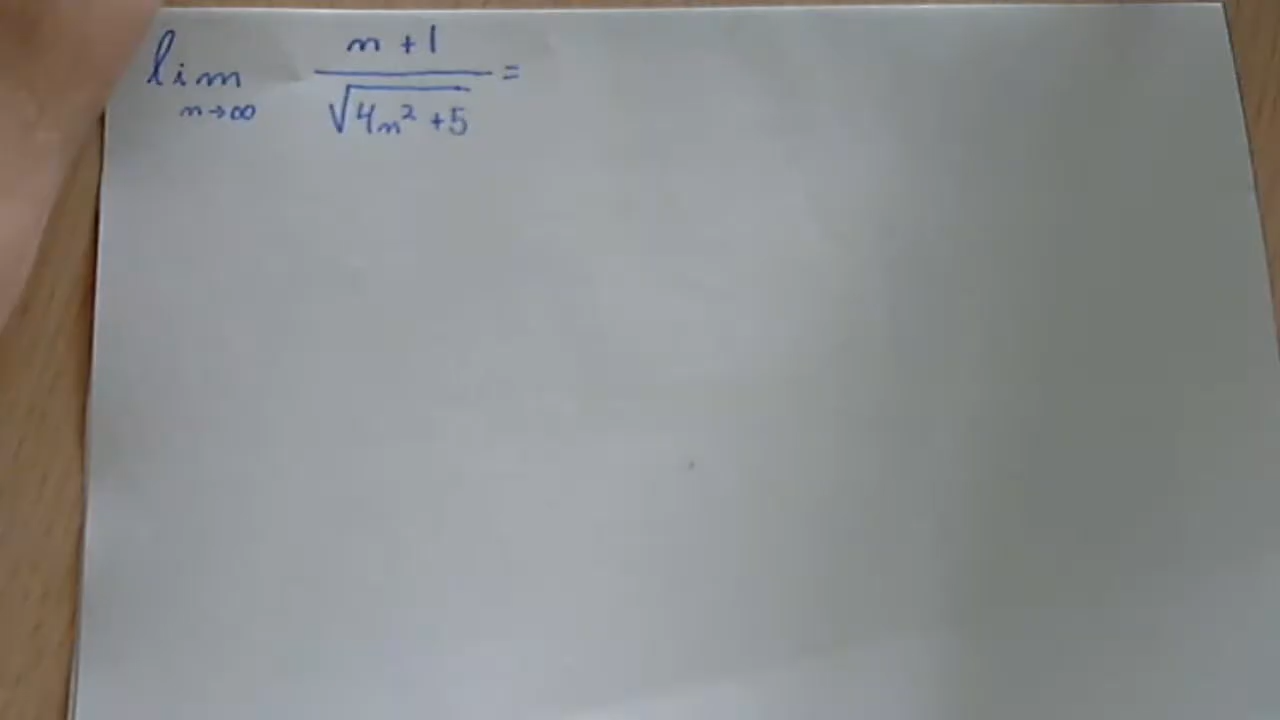 lim n+1 =
n→∞ √4n² +5